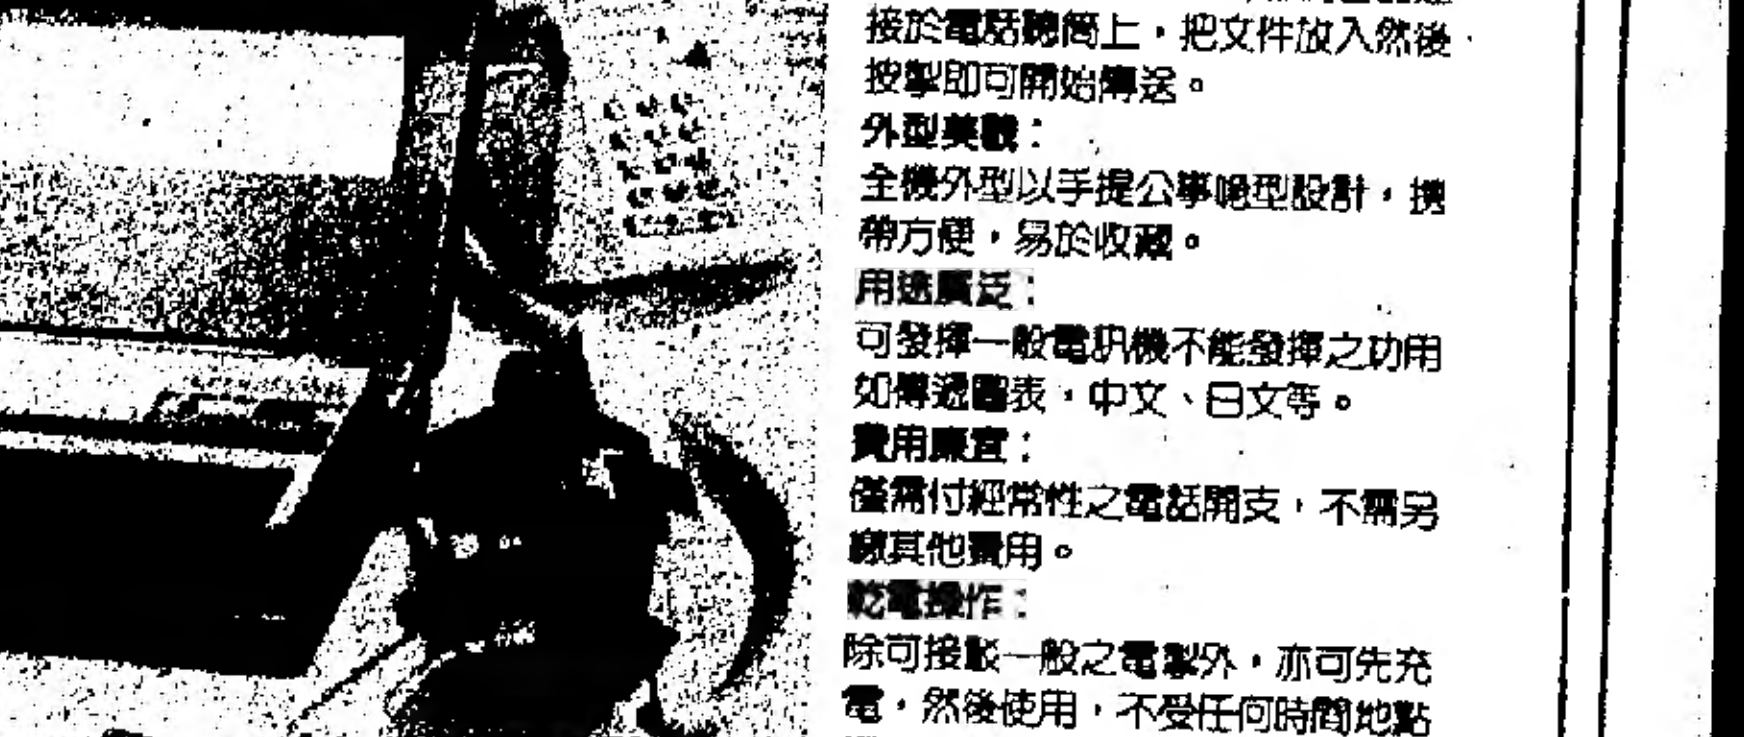 接於電話聽筒上，把文件放入然後
按掣即可開始傳送。
外型美觀：
全機外型以手提公事喼型設計，携
帶方便，易於收藏。
用途廣泛：
可發揮一般電訊機不能發揮之功用
如傳遞圖表，中文、日文等。
費用廉宜：
僅需付經常性之電話開支，不需另
繳其他費用。
乾電操作：
除可接駁一般之電掣外，亦可先充
電，然後使用，不受任何時間地點